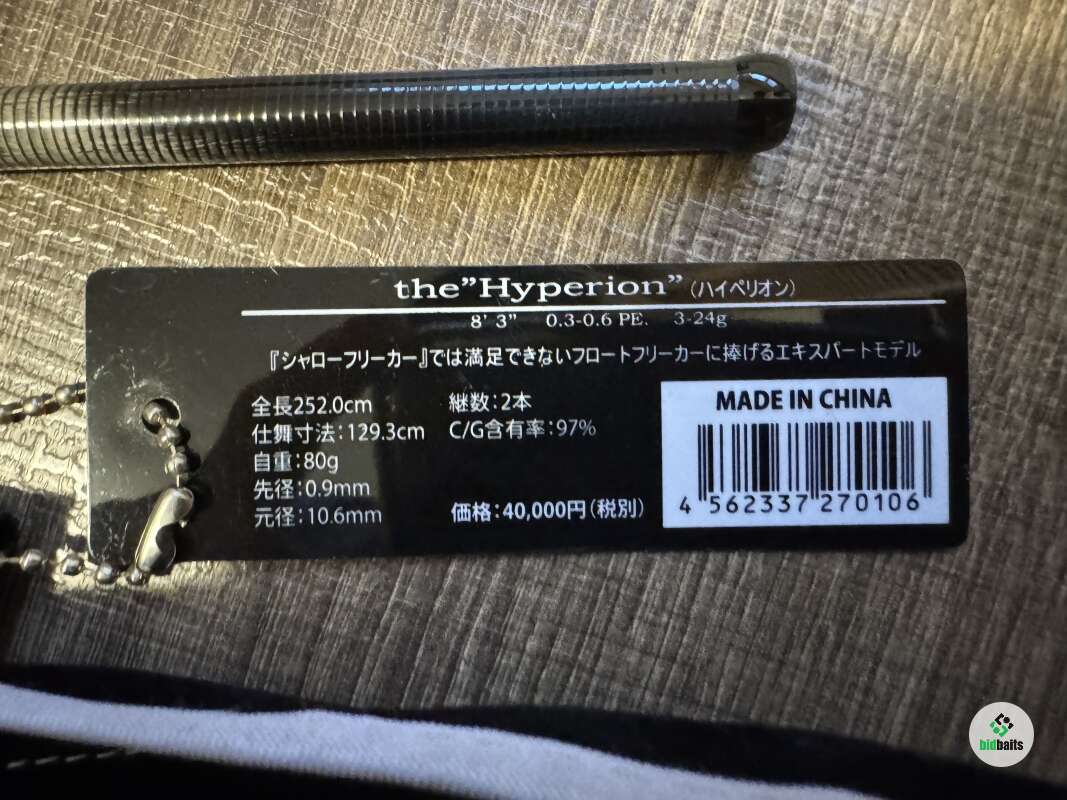 the”Hyperion”（ハイペリオン）
8’ 3” 0.3-0.6 PE. 3-24g
『シャローフリーカー』では満足できないフロートフリーカーに捧げるエキスパートモデル
全長252.0cm 継数：2本
仕舞寸法：129.3cm C/G含有率：97%
自重：80g
先径：0.9mm
元径：10.6mm 価格：40,000円（税別）
MADE IN CHINA
4 562337 270106
bidbaits